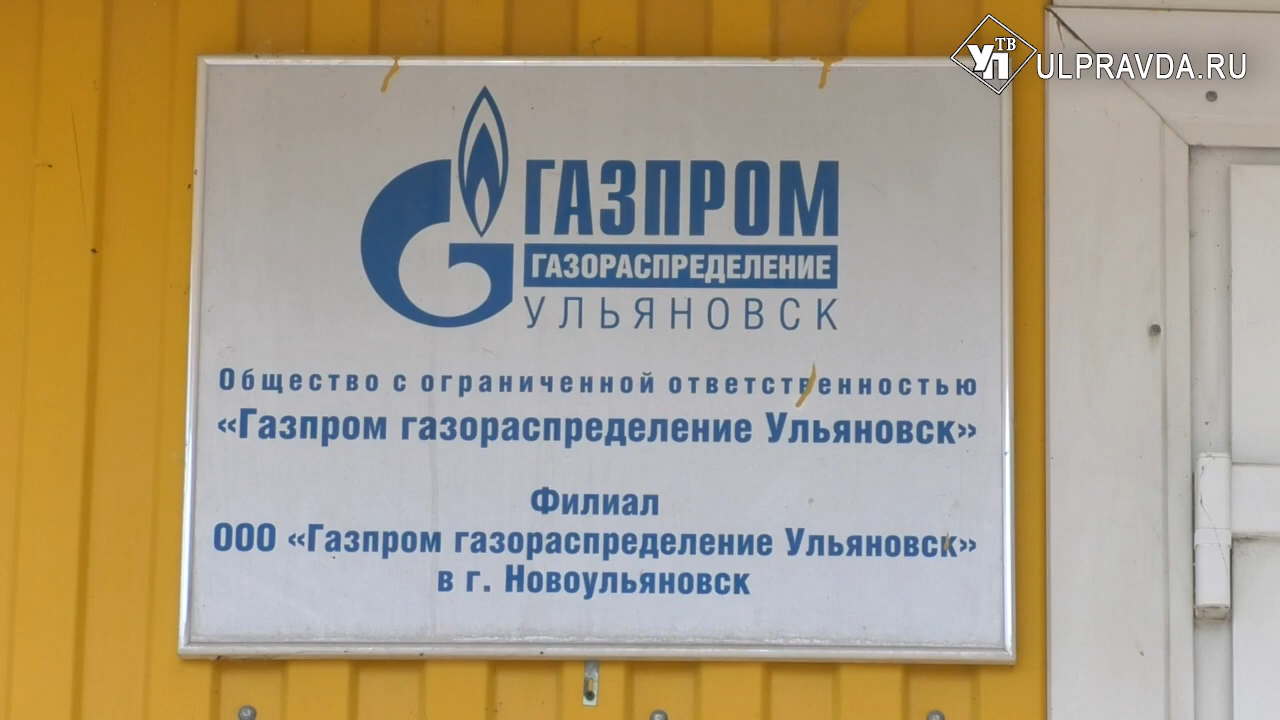 УП ТВ ULPRAVDA.RU
ГАЗПРОМ
ГАЗОРАСПРЕДЕЛЕНИЕ
УЛЬЯНОВСК
Общество с ограниченной ответственностью
«Газпром газораспределение Ульяновск»
Филиал
ООО «Газпром газораспределение Ульяновск»
в г. Новоульяновск